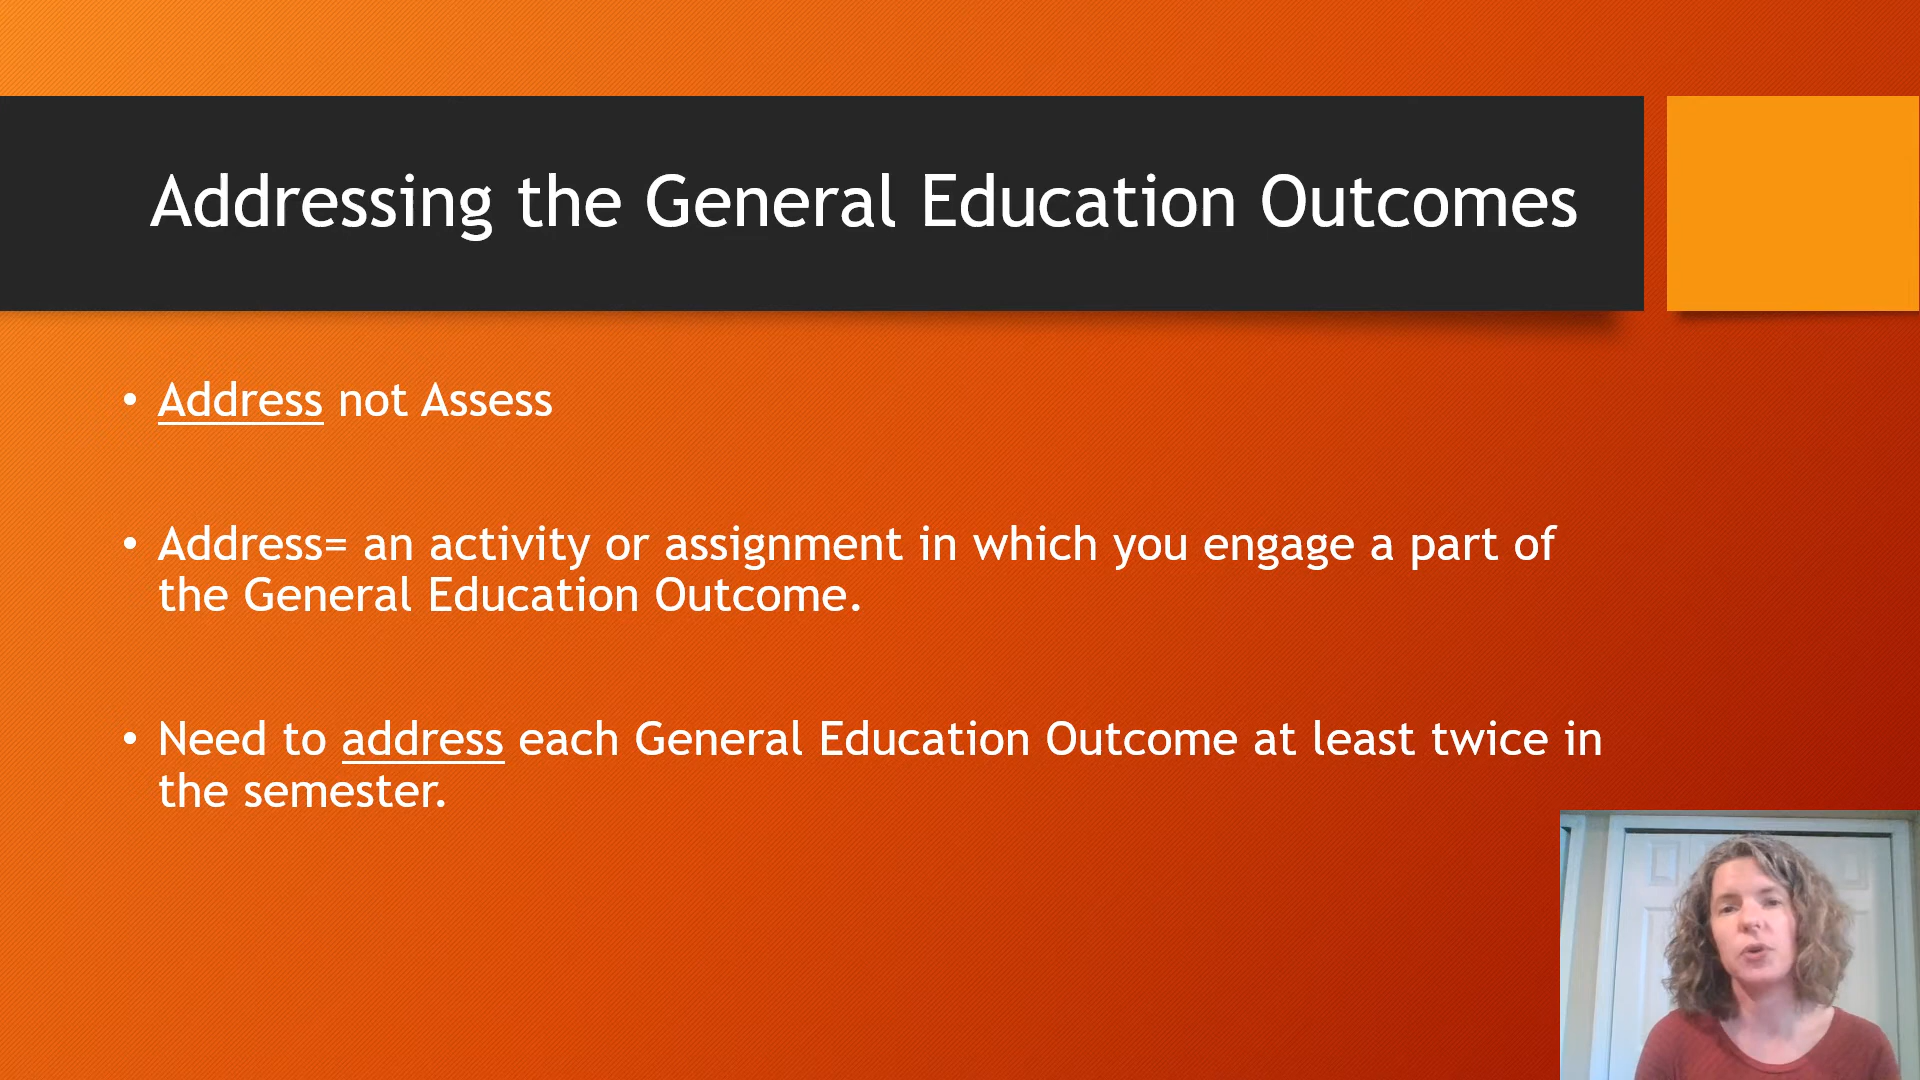 Addressing the General Education Outcomes
• Address not Assess
• Address= an activity or assignment in which you engage a part of
the General Education Outcome.
• Need to address each General Education Outcome at least twice in
the semester.